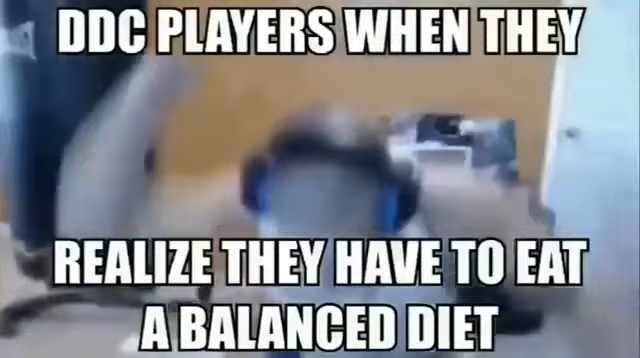 DDC PLAYERS WHEN THEY
REALIZE THEY HAVE TO EAT
A BALANCED DIET